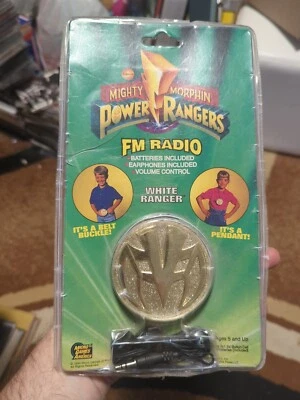 MIGHTY MORPHIN
POWER RANGERS
FM RADIO
BATTERIES INCLUDED
EARPHONES INCLUDED
VOLUME CONTROL
WHITE
RANGER
IT'S A BELT
BUCKLE!
IT'S A
PENDANT!